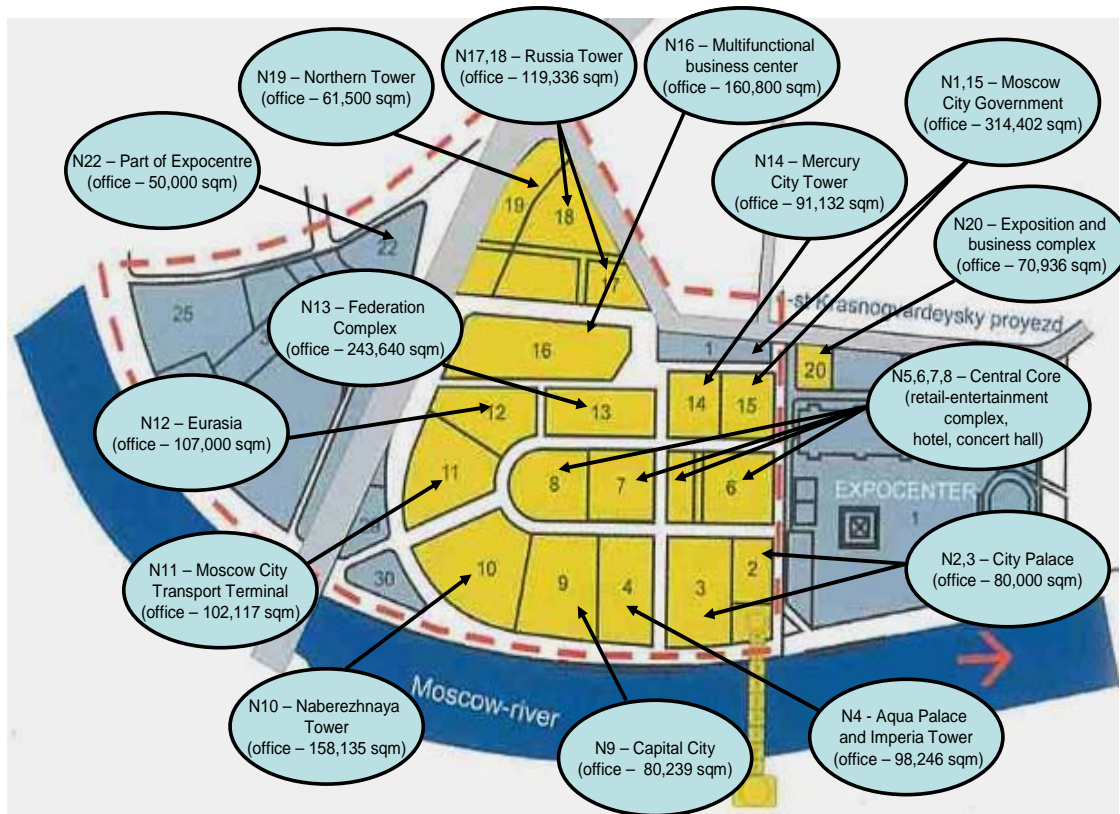 N17,18 – Russia Tower
(office – 119,336 sqm)
N16 – Multifunctional
business center
(office – 160,800 sqm)
N19 – Northern Tower
(office – 61,500 sqm)
N1,15 – Moscow
City Government
(office – 314,402 sqm)
N22 – Part of Expocentre
(office – 50,000 sqm)
N14 – Mercury
City Tower
(office – 91,132 sqm)
N20 – Exposition and
business complex
(office – 70,936 sqm)
N13 – Federation
Complex
(office – 243,640 sqm)
N5,6,7,8 – Central Core
(retail-entertainment
complex,
hotel, concert hall)
N12 – Eurasia
(office – 107,000 sqm)
N11 – Moscow City
Transport Terminal
(office – 102,117 sqm)
N2,3 – City Palace
(office – 80,000 sqm)
N10 – Naberezhnaya
Tower
(office – 158,135 sqm)
N9 – Capital City
(office – 80,239 sqm)
N4 - Aqua Palace
and Imperia Tower
(office – 98,246 sqm)
19
18
17
22
25
-st Krasnogvardeysky proyezd
16
1
20
12
13
14
15
11
8
7
6
EXPOCENTER
1
10
9
4
3
2
30
Moscow-river